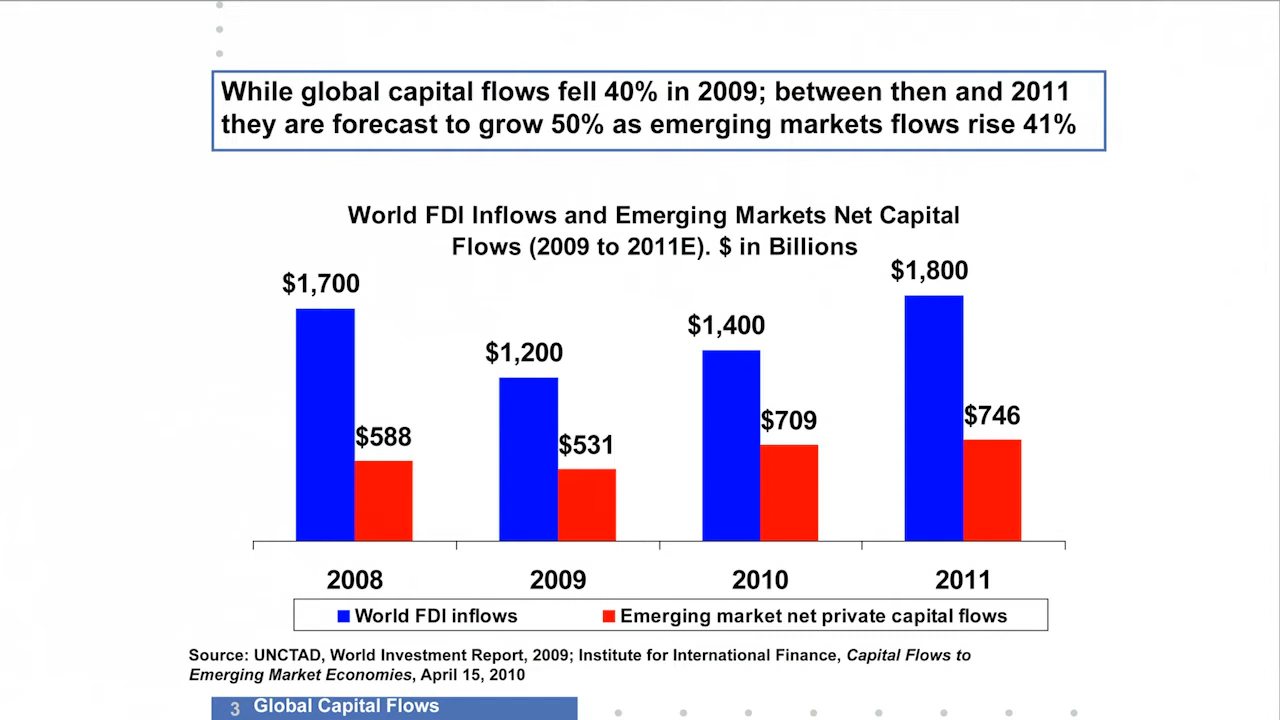 While global capital flows fell 40% in 2009; between then and 2011
they are forecast to grow 50% as emerging markets flows rise 41%
World FDI Inflows and Emerging Markets Net Capital
Flows (2009 to 2011E). $ in Billions
$1,700
$588
$1,200
$531
$1,400
$709
$1,800
$746
2008
2009
2010
2011
World FDI inflows
Emerging market net private capital flows
Source: UNCTAD, World Investment Report, 2009; Institute for International Finance, Capital Flows to
Emerging Market Economies, April 15, 2010
3 Global Capital Flows